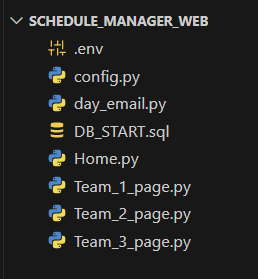 SCHEDULE_MANAGER_WEB
.env
config.py
day_email.py
DB_START.sql
Home.py
Team_1_page.py
Team_2_page.py
Team_3_page.py